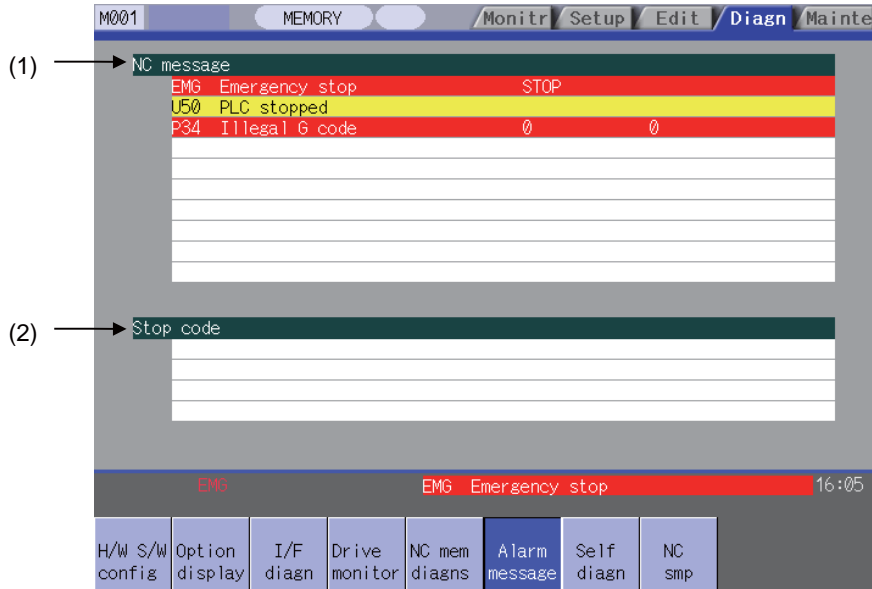 M001 MEMORY Monitr Setup Edit Diagn Mainte
(1)
NC message
EMG Emergency stop STOP
U50 PLC stopped
P34 Illegal G code 0 0
(2)
Stop code
EMG EMG Emergency stop 16:05
H/W S/W Option I/F Drive NC mem Alarm Self NC
config display diagn monitor diagns message diagn smp